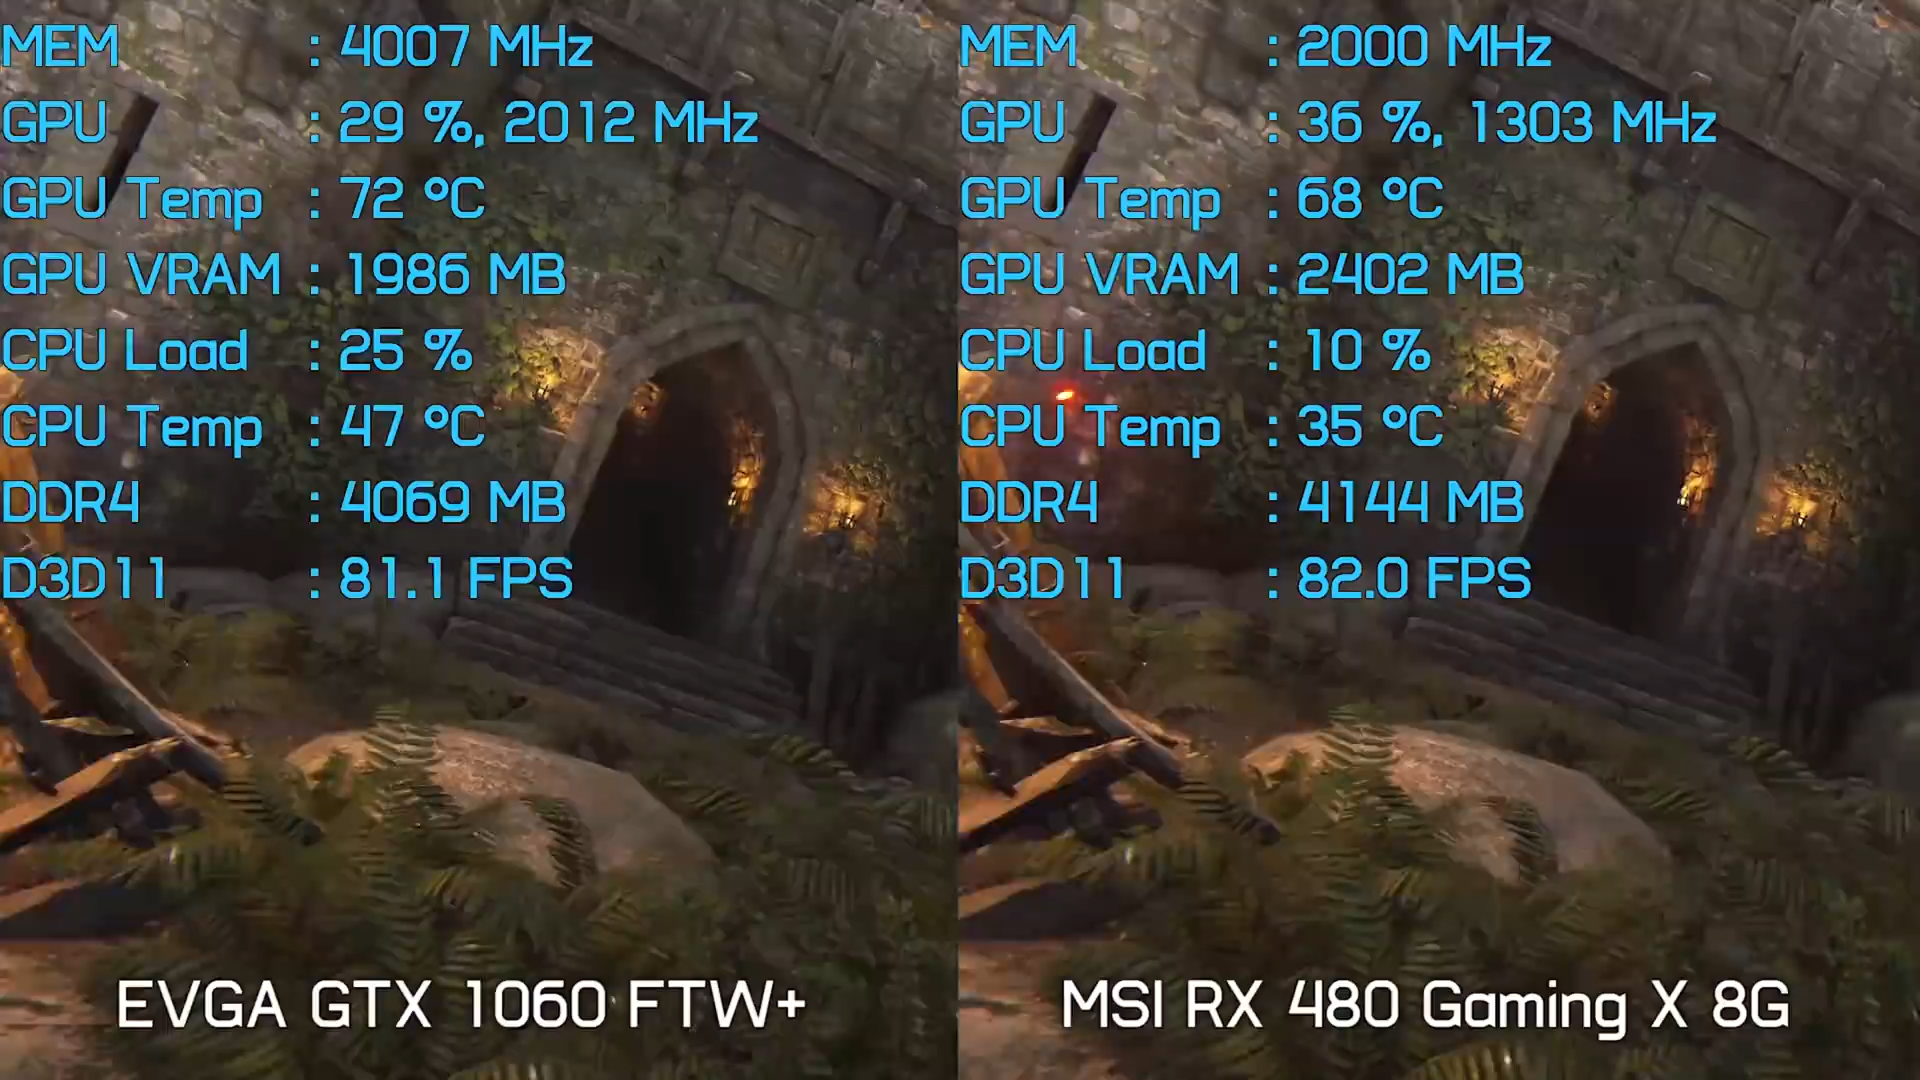 MEM : 4007 MHz
GPU : 29 %, 2012 MHz
GPU Temp : 72 °C
GPU VRAM : 1986 MB
CPU Load : 25 %
CPU Temp : 47 °C
DDR4 : 4069 MB
D3D11 : 81.1 FPS
EVGA GTX 1060 FTW+
MEM : 2000 MHz
GPU : 36 %, 1303 MHz
GPU Temp : 68 °C
GPU VRAM : 2402 MB
CPU Load : 10 %
CPU Temp : 35 °C
DDR4 : 4144 MB
D3D11 : 82.0 FPS
MSI RX 480 Gaming X 8G